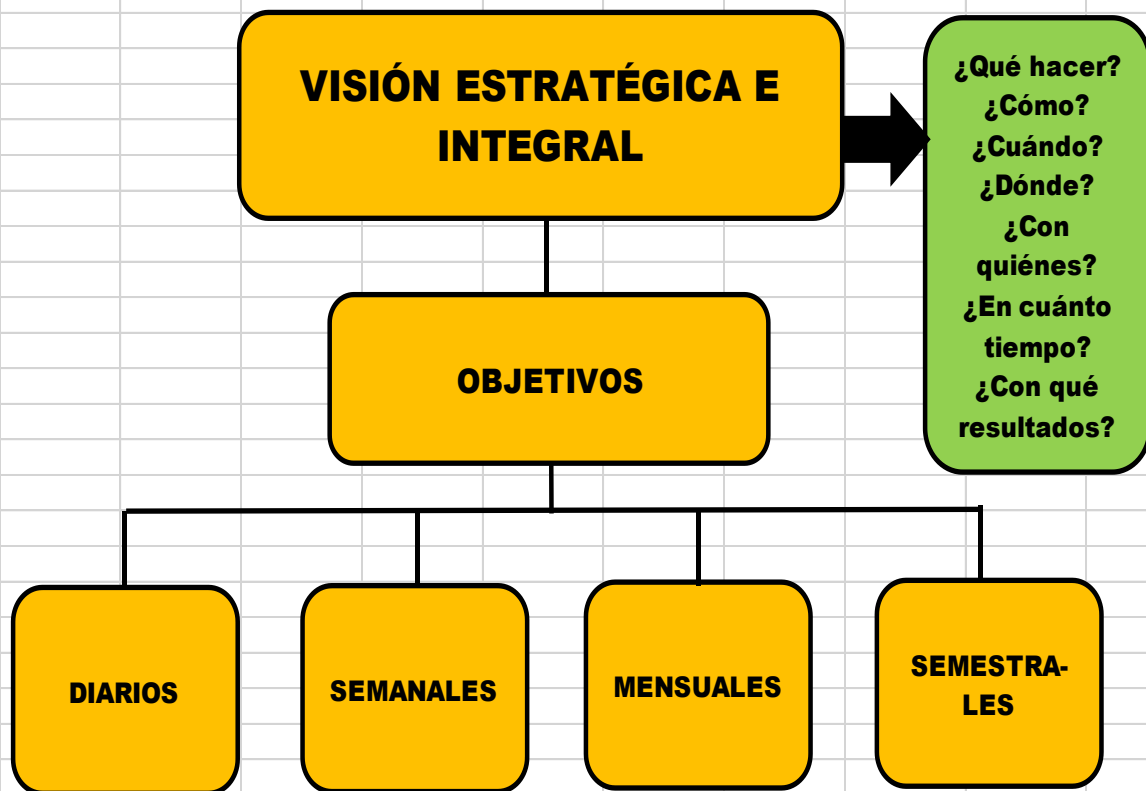 VISIÓN ESTRATÉGICA E
INTEGRAL
¿Qué hacer?
¿Cómo?
¿Cuándo?
¿Dónde?
¿Con
quiénes?
¿En cuánto
tiempo?
¿Con qué
resultados?
OBJETIVOS
DIARIOS
SEMANALES
MENSUALES
SEMESTRA-
LES